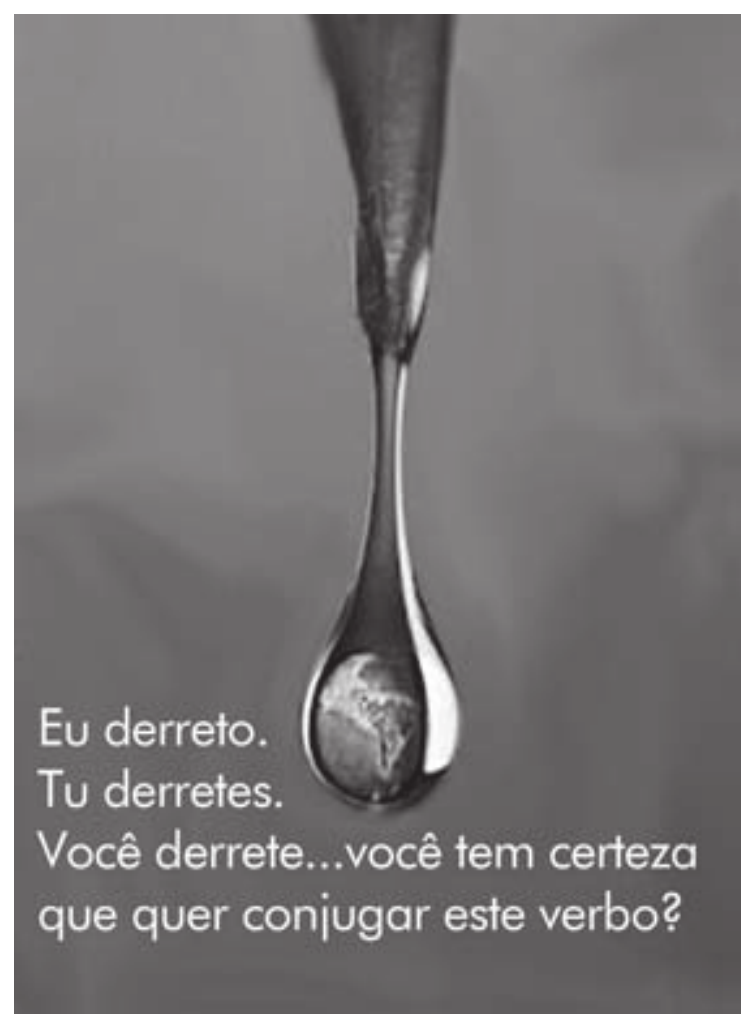 Eu derreto.
Tu derretes.
Você derrete...você tem certeza
que quer conjugar este verbo?